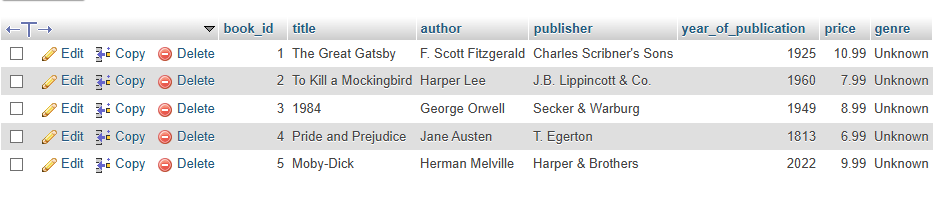 book_id title author publisher year_of_publication price genre
Edit Copy Delete 1 The Great Gatsby F. Scott Fitzgerald Charles Scribner's Sons 1925 10.99 Unknown
Edit Copy Delete 2 To Kill a Mockingbird Harper Lee J.B. Lippincott & Co. 1960 7.99 Unknown
Edit Copy Delete 3 1984 George Orwell Secker & Warburg 1949 8.99 Unknown
Edit Copy Delete 4 Pride and Prejudice Jane Austen T. Egerton 1813 6.99 Unknown
Edit Copy Delete 5 Moby-Dick Herman Melville Harper & Brothers 2022 9.99 Unknown